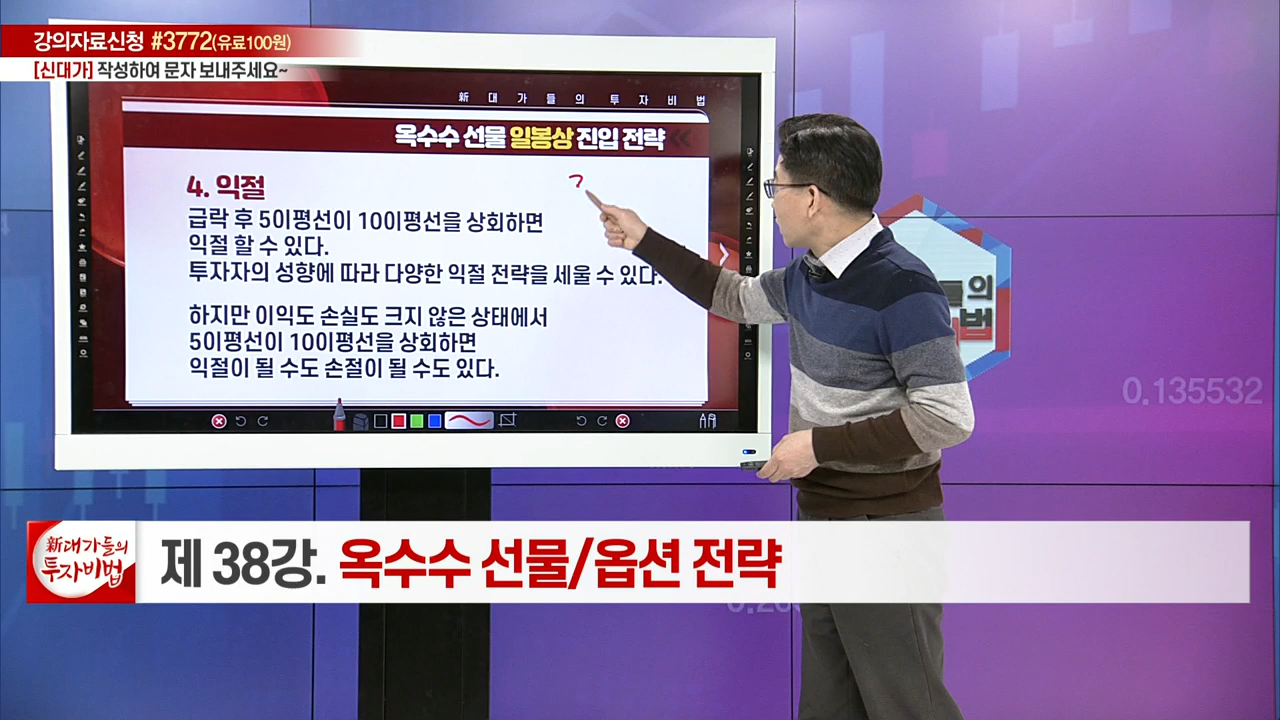 강의자료신청 #3772(유료100원)
[신대가] 작성하여 문자 보내주세요~
新대가들의투자비법
옥수수 선물 일봉상 진입 전략
4. 익절
급락 후 5이평선이 10이평선을 상회하면
익절 할 수 있다.
투자자의 성향에 따라 다양한 익절 전략을 세울 수 있다.
하지만 이익도 손실도 크지 않은 상태에서
5이평선이 10이평선을 상회하면
익절이 될 수도 손절이 될 수도 있다.
의
법
0.135532
新대가들의
투자비법
제 38강. 옥수수 선물/옵션 전략